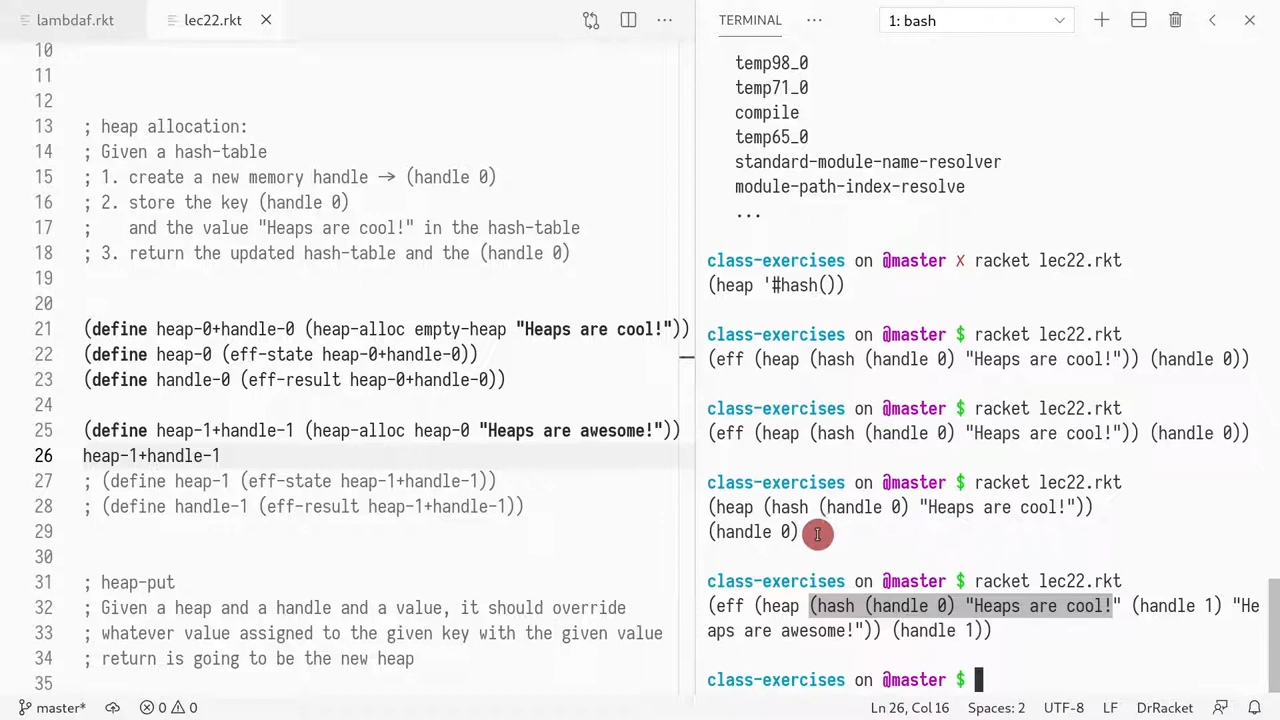 lambdaf.rkt
lec22.rkt
TERMINAL
1: bash
10
11
12
13 ; heap allocation:
14 ; Given a hash-table
15 ; 1. create a new memory handle → (handle 0)
16 ; 2. store the key (handle 0)
17 ;    and the value "Heaps are cool!" in the hash-table
18 ; 3. return the updated hash-table and the (handle 0)
19
20
21 (define heap-0+handle-0 (heap-alloc empty-heap "Heaps are cool!"))
22 (define heap-0 (eff-state heap-0+handle-0))
23 (define handle-0 (eff-result heap-0+handle-0))
24
25 (define heap-1+handle-1 (heap-alloc heap-0 "Heaps are awesome!"))
26 heap-1+handle-1
27 ; (define heap-1 (eff-state heap-1+handle-1))
28 ; (define handle-1 (eff-result heap-1+handle-1))
29
30
31 ; heap-put
32 ; Given a heap and a handle and a value, it should override
33 ; whatever value assigned to the given key with the given value
34 ; return is going to be the new heap
35
temp98_0
temp71_0
compile
temp65_0
standard-module-name-resolver
module-path-index-resolve
...
class-exercises on @master ✗ racket lec22.rkt
(heap '#hash())
class-exercises on @master $ racket lec22.rkt
(eff (heap (hash (handle 0) "Heaps are cool!")) (handle 0))
class-exercises on @master $ racket lec22.rkt
(eff (heap (hash (handle 0) "Heaps are cool!")) (handle 0))
class-exercises on @master $ racket lec22.rkt
(heap (hash (handle 0) "Heaps are cool!"))
(handle 0)
class-exercises on @master $ racket lec22.rkt
(eff (heap (hash (handle 0) "Heaps are cool!" (handle 1) "He
aps are awesome!")) (handle 1))
class-exercises on @master $
master* 0 0 Ln 26, Col 16 Spaces: 2 UTF-8 LF DrRacket